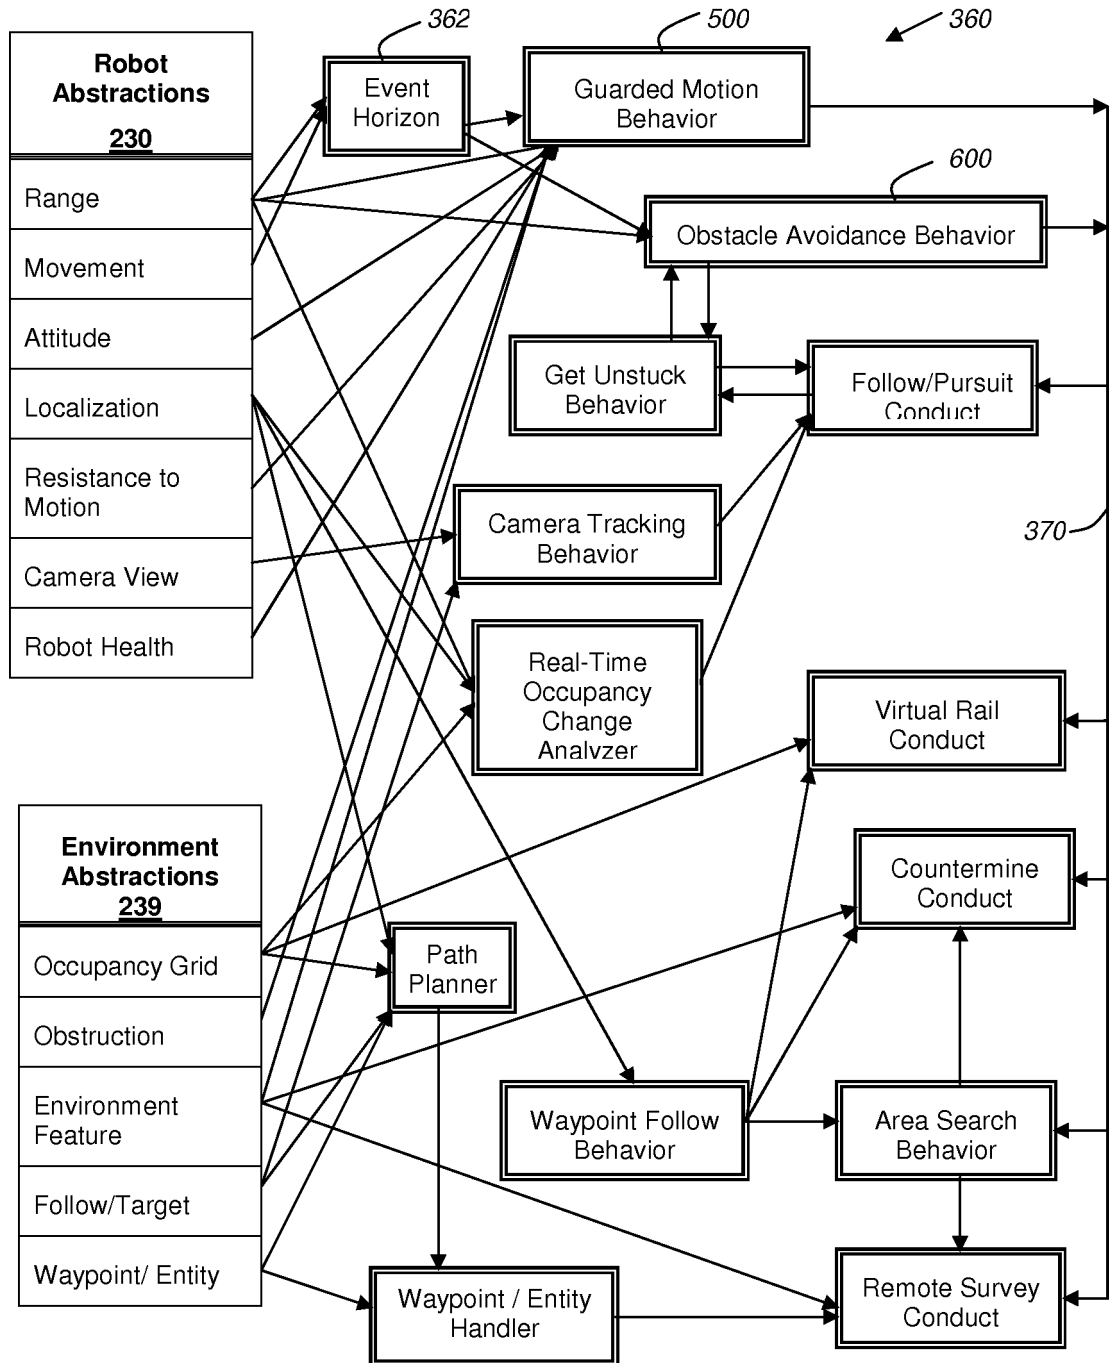 362
500
360
Robot
Abstractions
230
Range
Movement
Attitude
Localization
Resistance to
Motion
Camera View
Robot Health
Event
Horizon
Guarded Motion
Behavior
600
Obstacle Avoidance Behavior
Get Unstuck
Behavior
Follow/Pursuit
Conduct
Camera Tracking
Behavior
370
Real-Time
Occupancy
Change
Analyzer
Virtual Rail
Conduct
Environment
Abstractions
239
Occupancy Grid
Obstruction
Environment
Feature
Follow/Target
Waypoint/ Entity
Countermine
Conduct
Path
Planner
Waypoint Follow
Behavior
Area Search
Behavior
Waypoint / Entity
Handler
Remote Survey
Conduct